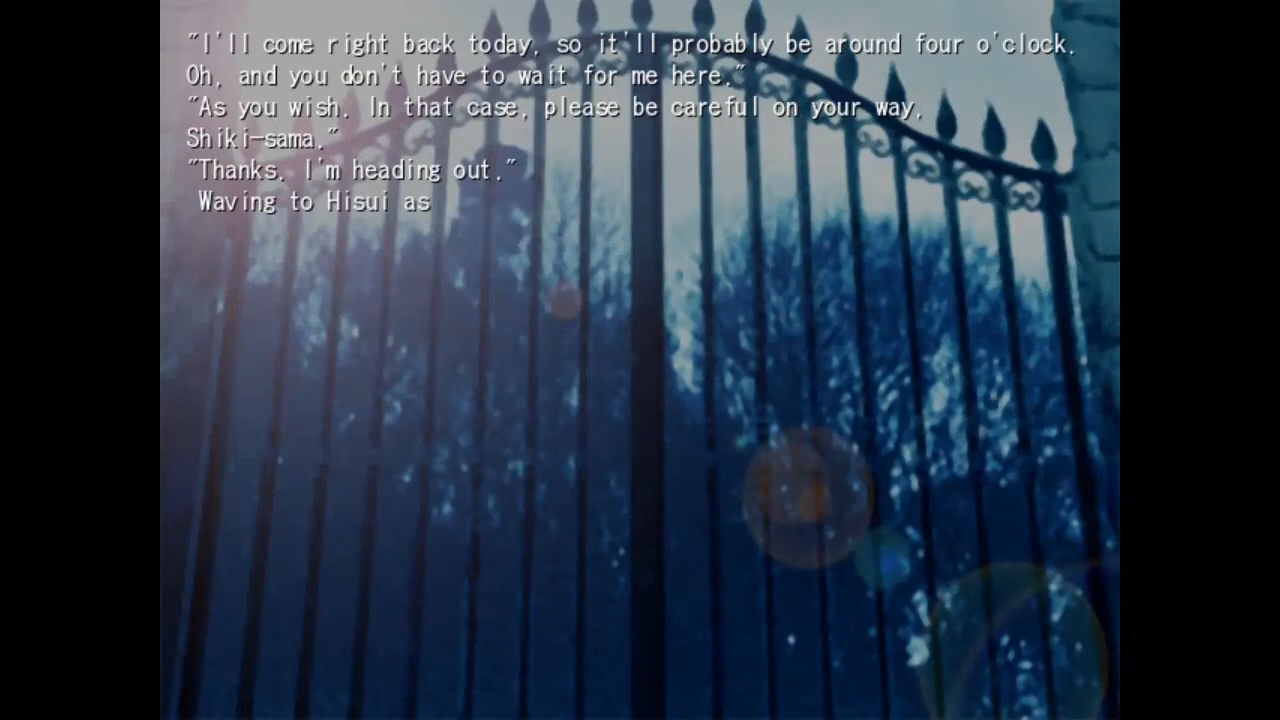 "I'll come right back today, so it'll probably be around four o'clock.
Oh, and you don't have to wait for me here."
"As you wish. In that case, please be careful on your way,
Shiki-sama."
"Thanks. I'm heading out."
Waving to Hisui as